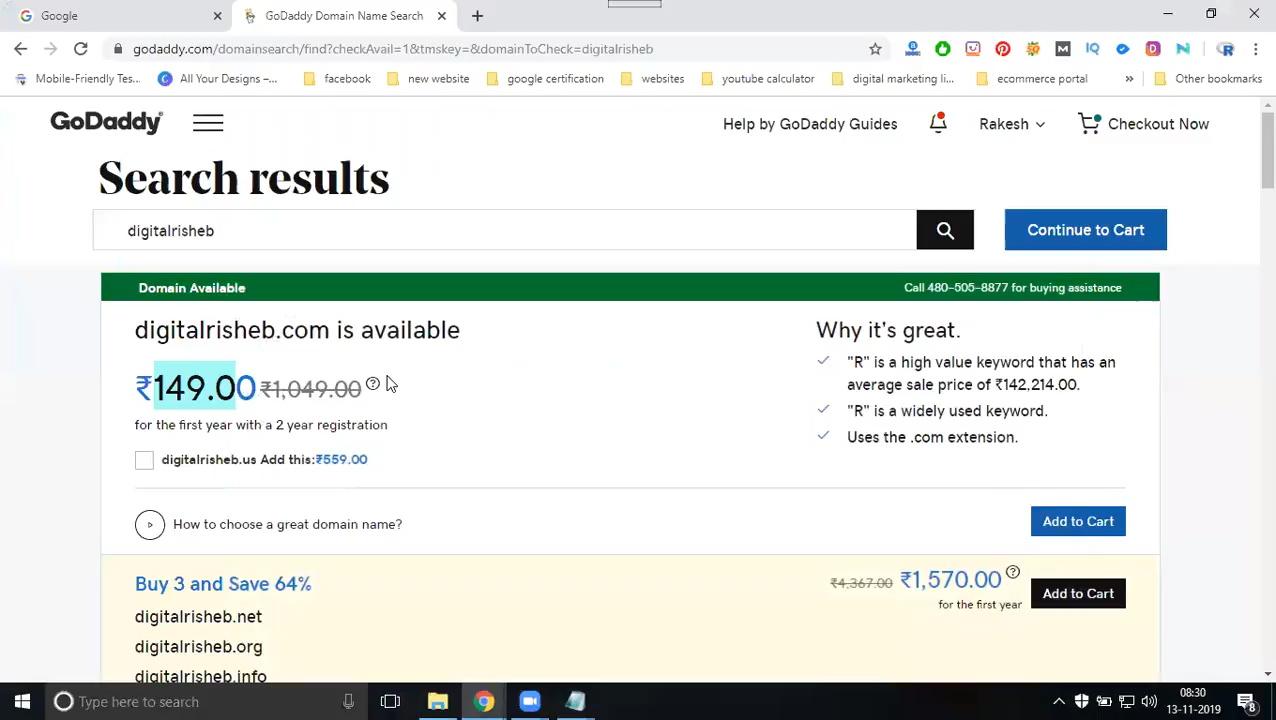 Google
GoDaddy Domain Name Search
godaddy.com/domainsearch/find?checkAvail=1&tmskey=&domainToCheck=digitalrisheb
Mobile-Friendly Tes...
All Your Designs –...
facebook
new website
google certification
websites
youtube calculator
digital marketing li...
ecommerce portal
»
Other bookmarks
GoDaddy
Help by GoDaddy Guides
Rakesh
Checkout Now
Search results
digitalrisheb
Continue to Cart
Domain Available
Call 480-505-8877 for buying assistance
digitalrisheb.com is available
₹149.00 ₹1,049.00
for the first year with a 2 year registration
digitalrisheb.us Add this:₹559.00
Why it's great.
"R" is a high value keyword that has an
average sale price of ₹142,214.00.
"R" is a widely used keyword.
Uses the .com extension.
How to choose a great domain name?
Add to Cart
Buy 3 and Save 64%
₹4,367.00 ₹1,570.00
for the first year
Add to Cart
digitalrisheb.net
digitalrisheb.org
digitalrisheb.info
Type here to search
08:30
13-11-2019
8